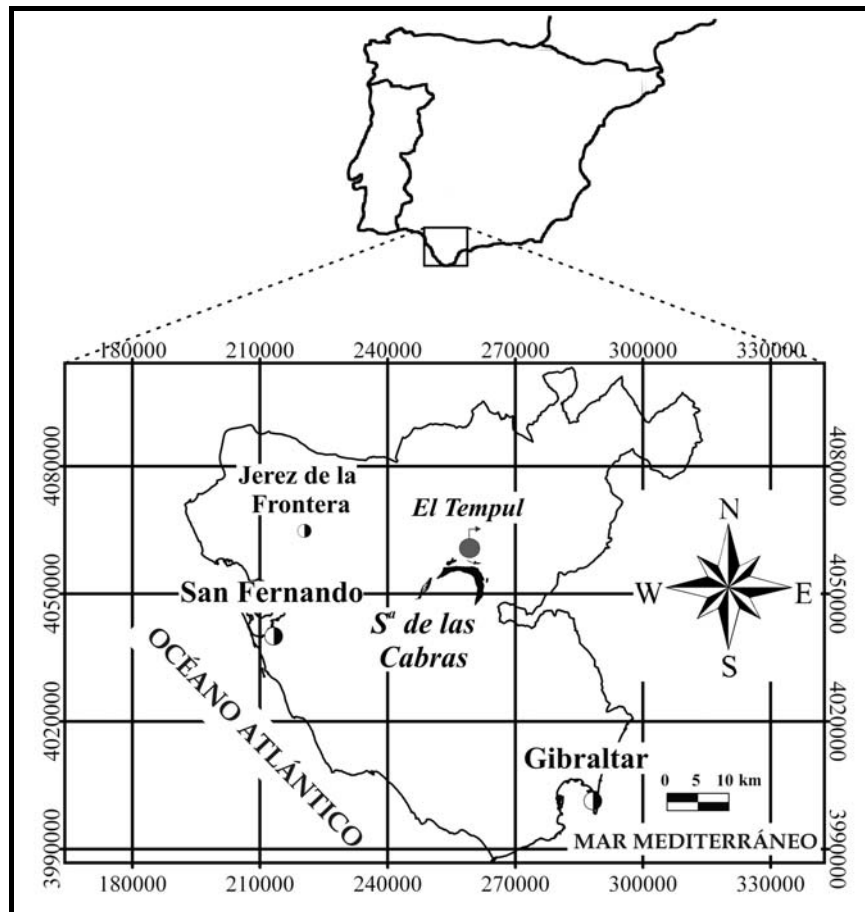 180000 210000 240000 270000 300000 330000
4080000
4080000
Jerez de la
Frontera
El Tempul
N
W
E
S
4050000
4050000
San Fernando
Sª de las
Cabras
OCÉANO ATLÁNTICO
4020000
4020000
Gibraltar
0 5 10 km
MAR MEDITERRÁNEO
3990000
3990000
180000 210000 240000 270000 300000 330000